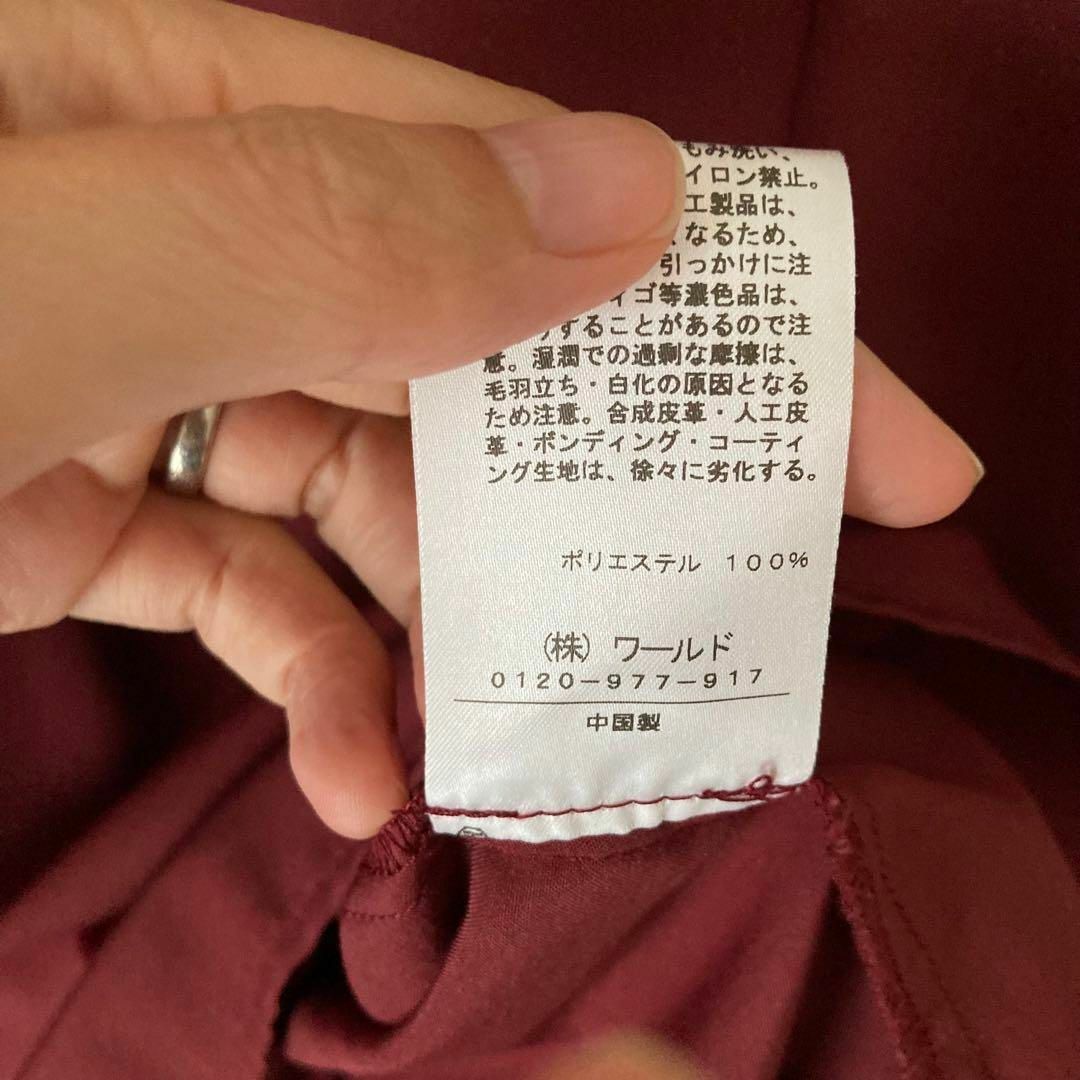 もみ洗い、
イロン禁止。
工製品は、
くなるため、
引っかけに注
ィゴ等濃色品は、
することがあるので注
意。湿潤での過剰な摩擦は、
毛羽立ち・白化の原因となる
ため注意。合成皮革・人工皮
革・ボンディング・コーティ
ング生地は、徐々に劣化する。
ポリエステル 100%
(株) ワールド
0120-977-917
中国製